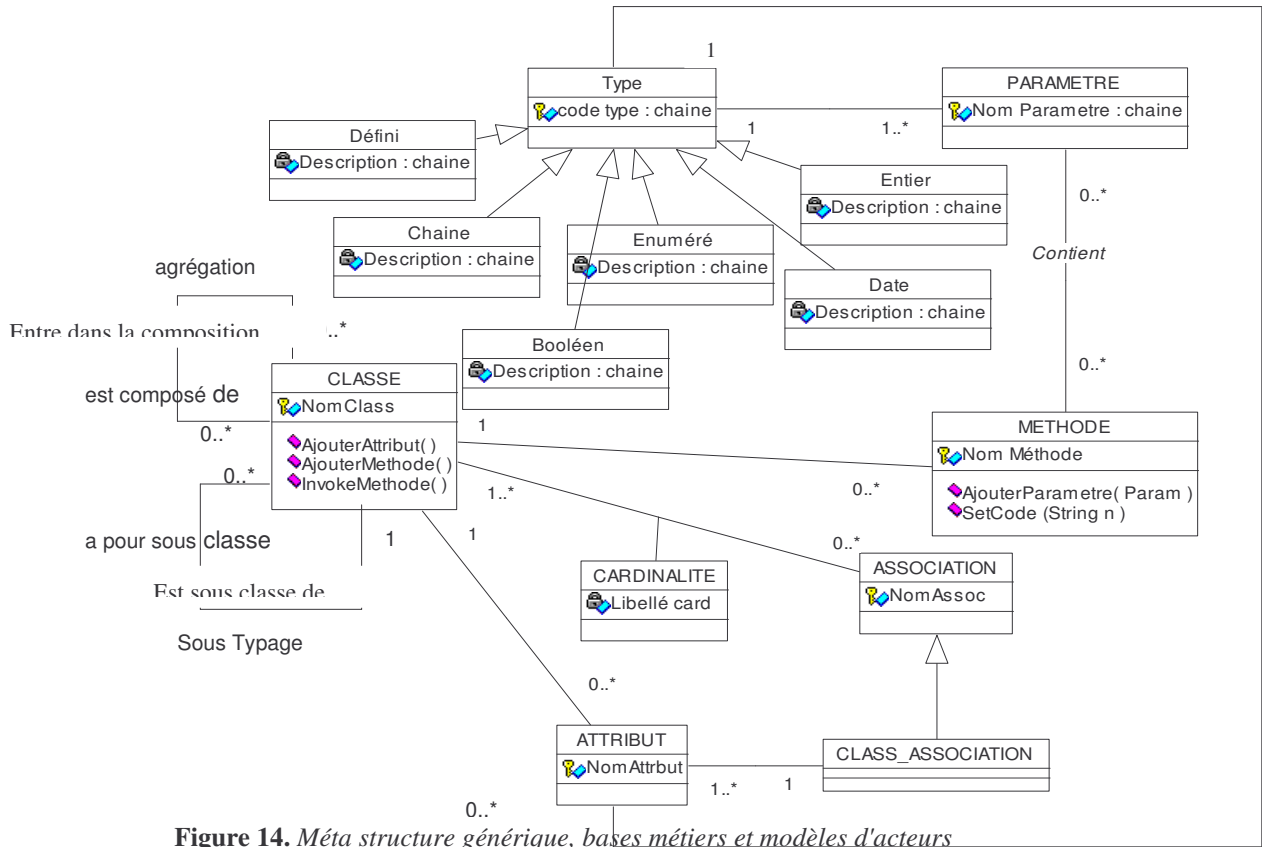 1
Type
code type : chaine
PARAMETRE
Nom Parametre : chaine
1
1..*
Défini
Description : chaine
Entier
Description : chaine
0..*
Chaine
Description : chaine
Enuméré
Description : chaine
Contient
agrégation
Date
Description : chaine
Entre dans la composition
..*
Booléen
Description : chaine
0..*
CLASSE
NomClass
AjouterAttribut( )
AjouterMethode( )
InvokeMethode( )
est composé de
0..*
0..*
1
METHODE
Nom Méthode
AjouterParametre( Param )
SetCode (String n )
0..*
1..*
a pour sous classe
1
1
0..*
Est sous classe de
CARDINALITE
Libellé card
ASSOCIATION
NomAssoc
Sous Typage
0..*
ATTRIBUT
NomAttrbut
CLASS_ASSOCIATION
1..*
1
0..*
Figure 14. Méta structure générique, bases métiers et modèles d'acteurs